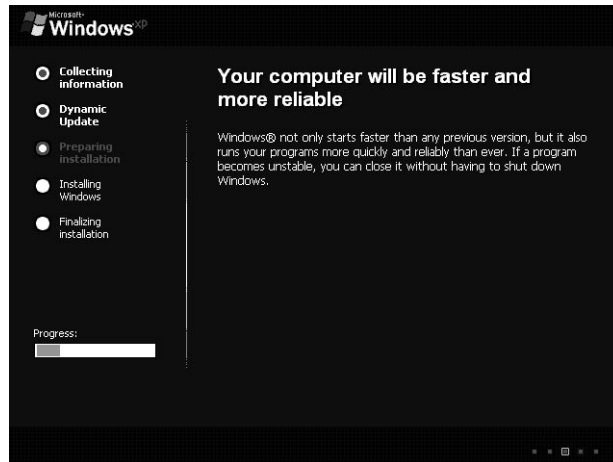 Microsoft
Windows xp
Collecting
information
Dynamic
Update
Preparing
installation
Installing
Windows
Finalizing
installation
Progress:
Your computer will be faster and
more reliable
Windows® not only starts faster than any previous version, but it also
runs your programs more quickly and reliably than ever. If a program
becomes unstable, you can close it without having to shut down
Windows.